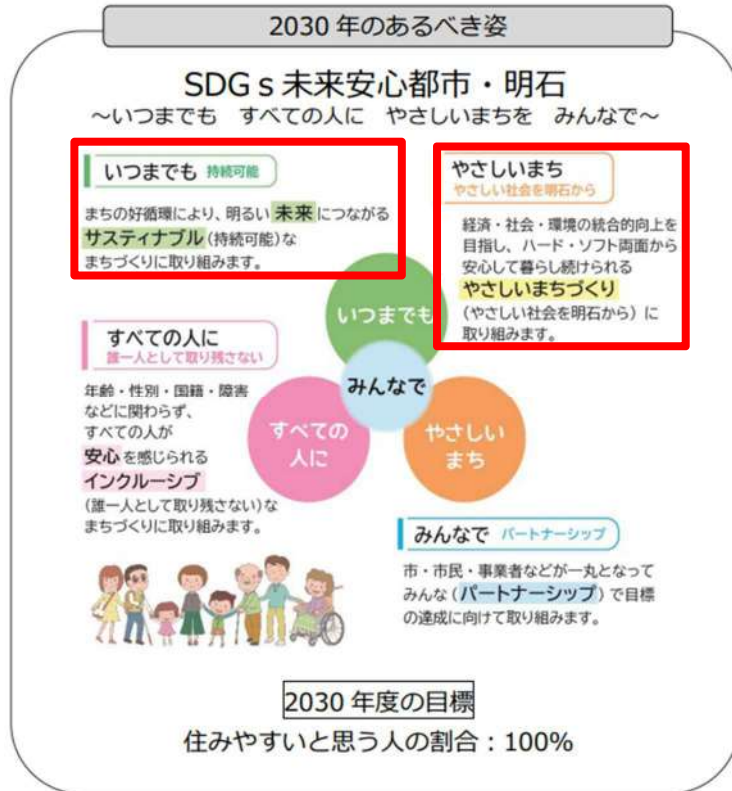 2030 年のあるべき姿
SDGｓ未来安心都市・明石
～いつまでも　すべての人に　やさしいまちを　みんなで～
いつまでも 持続可能
まちの好循環により、明るい 未来 につながる
サスティナブル (持続可能) な
まちづくりに取り組みます。
やさしいまち
やさしい社会を明石から
経済・社会・環境の統合的向上を
目指し、ハード・ソフト両面から
安心して暮らし続けられる
やさしいまちづくり
(やさしい社会を明石から) に
取り組みます。
すべての人に
誰一人として取り残さない
年齢・性別・国籍・障害
などに関わらず、
すべての人が
安心 を感じられる
インクルーシブ
(誰一人として取り残さない) な
まちづくりに取り組みます。
いつまでも
みんなで
すべての
人に
やさしい
まち
みんなで パートナーシップ
市・市民・事業者などが一丸となって
みんな (パートナーシップ) で目標
の達成に向けて取り組みます。
2030 年度の目標
住みやすいと思う人の割合：100%